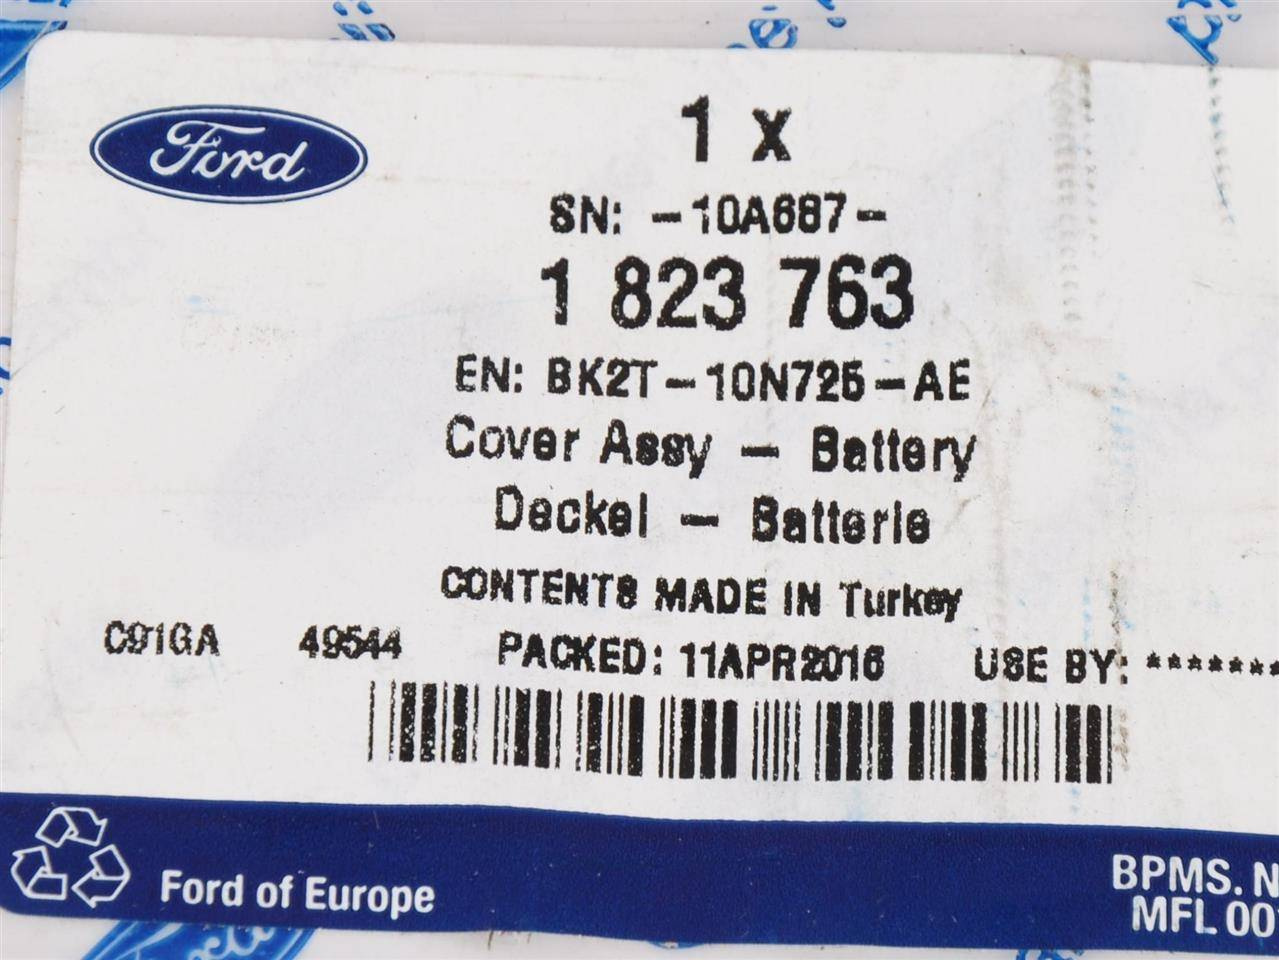 Ford
1 x
SN: -10A687-
1 823 763
EN: BK2T-10N725-AE
Cover Assy - Battery
Deckel - Batterie
CONTENTS MADE IN Turkey
C91GA 49544 PACKED: 11APR2016 USE BY: *******
Ford of Europe
BPMS. N
MFL 00